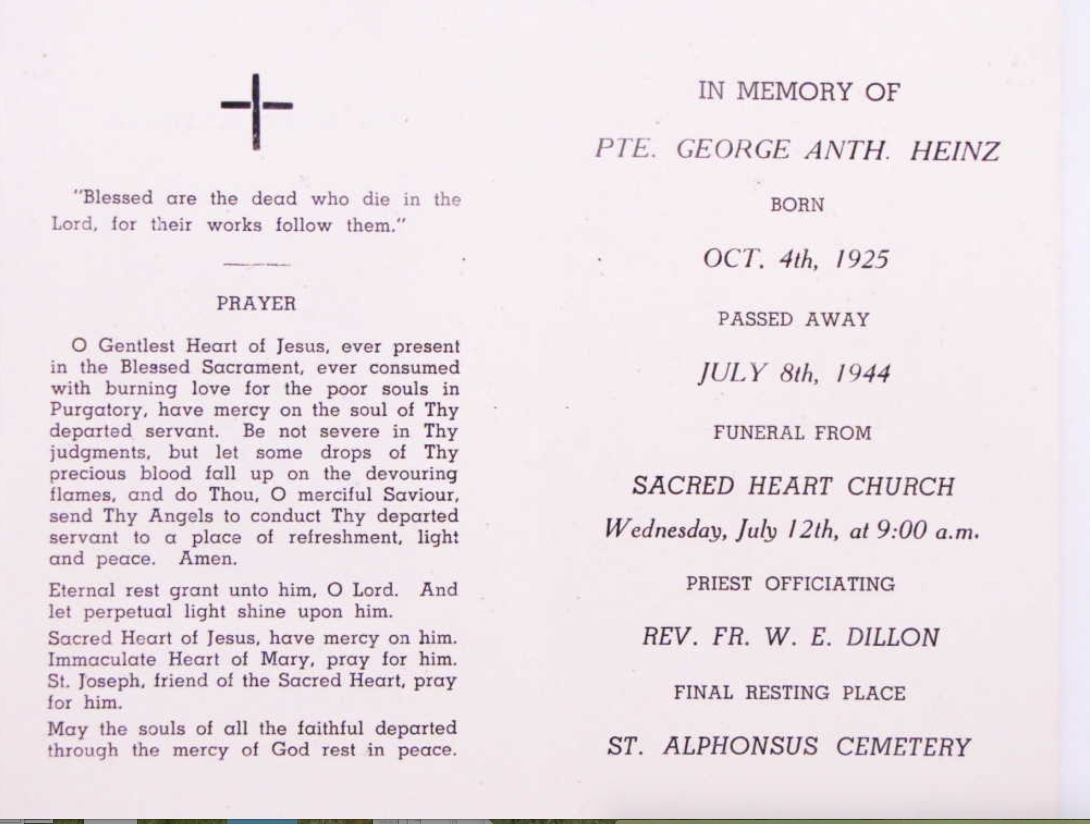 "Blessed are the dead who die in the
Lord, for their works follow them."
PRAYER
O Gentlest Heart of Jesus, ever present
in the Blessed Sacrament, ever consumed
with burning love for the poor souls in
Purgatory, have mercy on the soul of Thy
departed servant. Be not severe in Thy
judgments, but let some drops of Thy
precious blood fall up on the devouring
flames, and do Thou, O merciful Saviour,
send Thy Angels to conduct Thy departed
servant to a place of refreshment, light
and peace. Amen.
Eternal rest grant unto him, O Lord. And
let perpetual light shine upon him.
Sacred Heart of Jesus, have mercy on him.
Immaculate Heart of Mary, pray for him.
St. Joseph, friend of the Sacred Heart, pray
for him.
May the souls of all the faithful departed
through the mercy of God rest in peace.
IN MEMORY OF
PTE. GEORGE ANTH. HEINZ
BORN
OCT. 4th, 1925
PASSED AWAY
JULY 8th, 1944
FUNERAL FROM
SACRED HEART CHURCH
Wednesday, July 12th, at 9:00 a.m.
PRIEST OFFICIATING
REV. FR. W. E. DILLON
FINAL RESTING PLACE
ST. ALPHONSUS CEMETERY